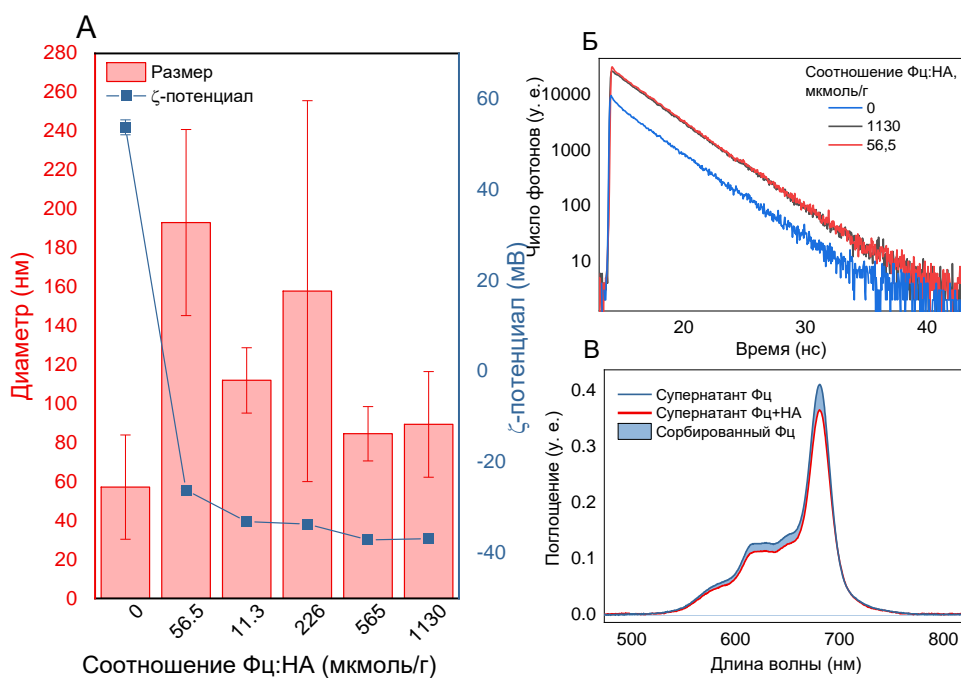 А
280
260
240
220
200
180
160
140
120
100
80
60
40
20
0
Диаметр (нм)
Размер
ζ-потенциал
60
40
20
0
-20
-40
ζ-потенциал (мВ)
0
56.5
11.3
226
565
1130
Соотношение Фц:НА (мкмоль/г)
Б
Соотношение Фц:НА,
мкмоль/г
0
1130
56,5
10000
1000
100
10
Число фотонов (у. е.)
20
30
40
Время (нс)
В
Супернатант Фц
Супернатант Фц+НА
Сорбированный Фц
0.4
0.3
0.2
0.1
0.0
Поглощение (у. е.)
500
600
700
800
Длина волны (нм)